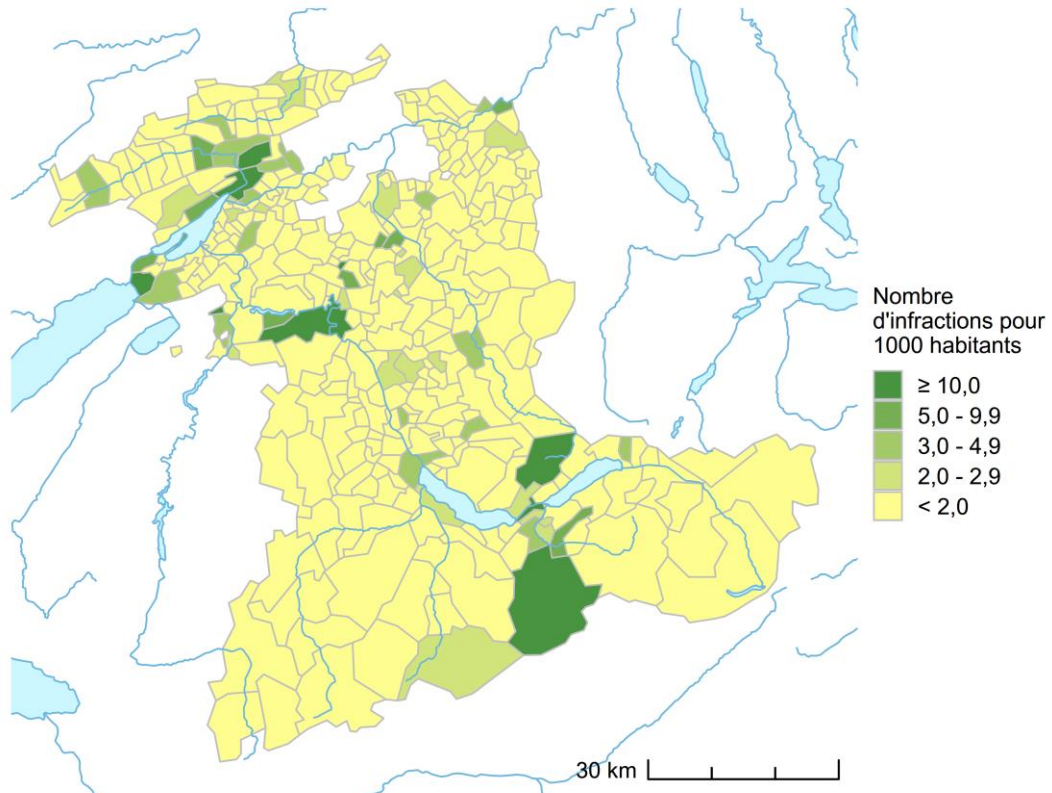 Nombre
d'infractions pour
1000 habitants
≥ 10,0
5,0 - 9,9
3,0 - 4,9
2,0 - 2,9
< 2,0
30 km